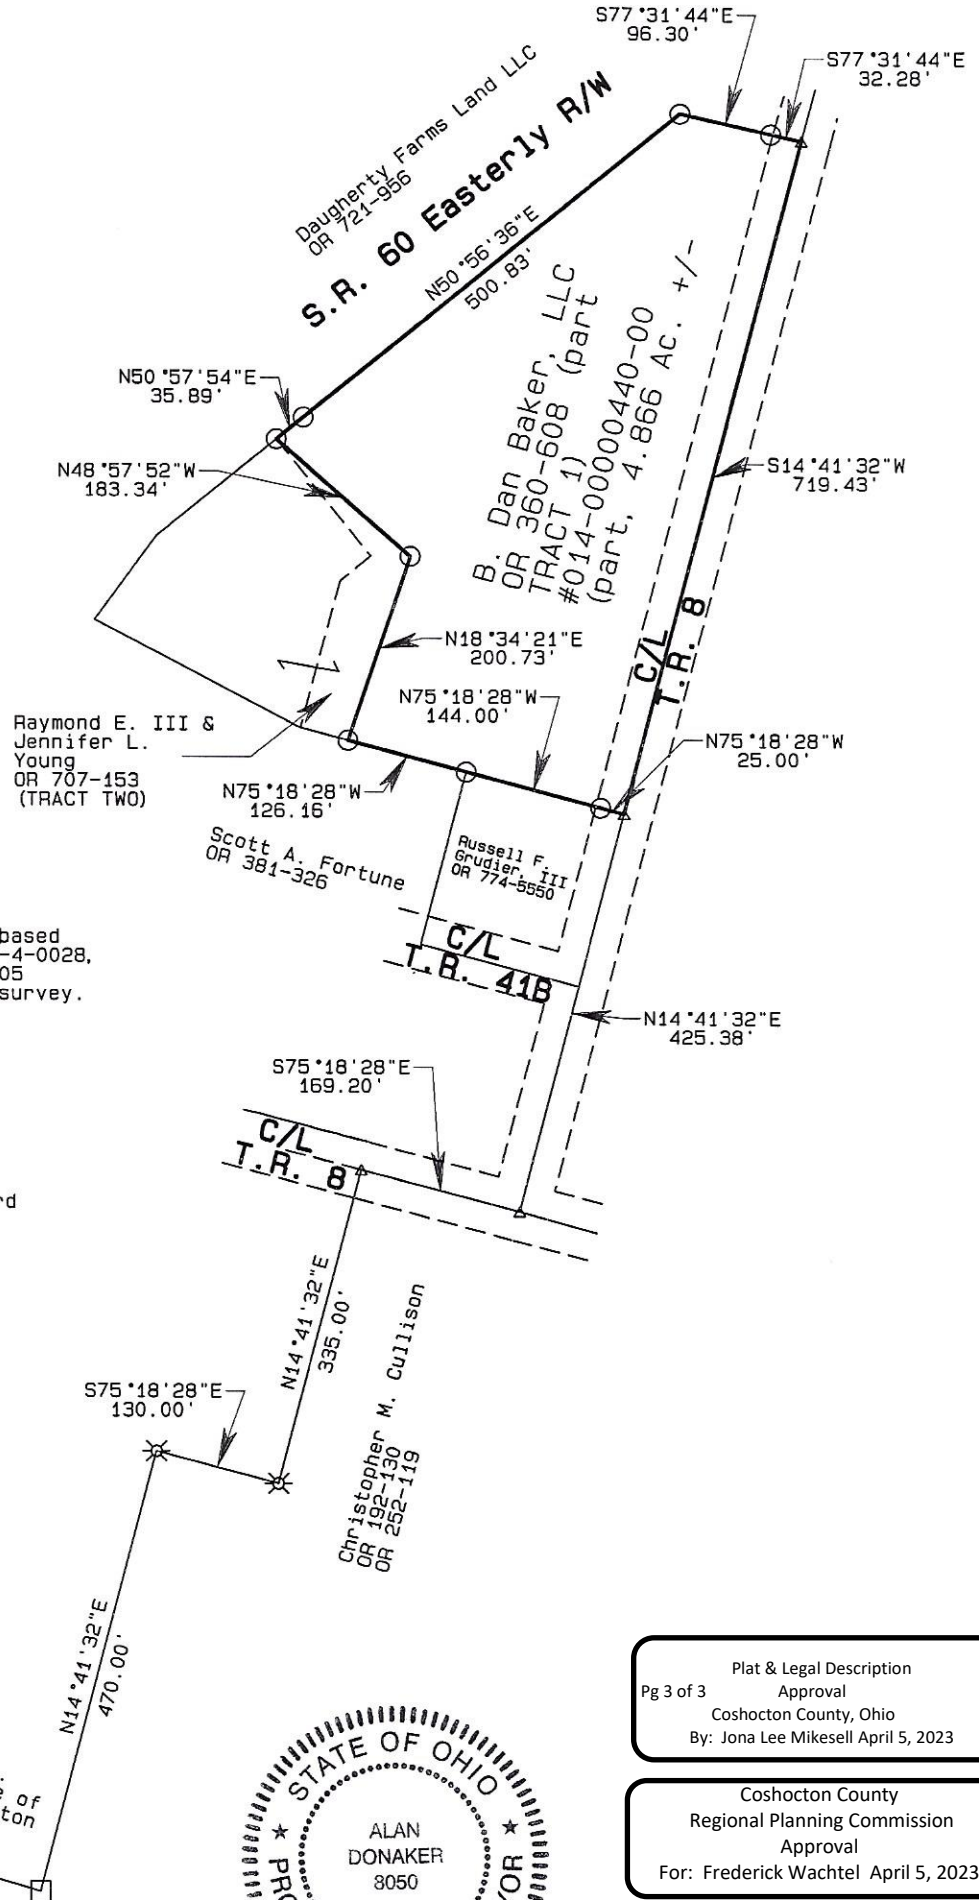 S77°31'44"E
96.30'
S77°31'44"E
32.28'
Daugherty Farms Land LLC
OR 721-956
S.R. 60 Easterly R/W
N50°56'36"E
500.83'
B. Dan Baker, LLC
OR 360-608 (part
TRACT 1)
#014-00000440-00
(part, 4.866 Ac. +/-
N50°57'54"E
35.89'
N48°57'52"W
183.34'
S14°41'32"W
719.43'
C/L
T.R. 8
N18°34'21"E
200.73'
N75°18'28"W
144.00'
Raymond E. III &
Jennifer L.
Young
OR 707-153
(TRACT TWO)
N75°18'28"W
25.00'
N75°18'28"W
126.16'
Scott A. Fortune
OR 381-326
Russell F.
Grudier, III
OR 774-5550
based
-4-0028,
05
survey.
C/L
T.R. 41B
N14°41'32"E
425.38'
S75°18'28"E
169.20'
C/L
T.R. 8
rd
N14°41'32"E
335.00'
Christopher M. Cullison
OR 192-130
OR 252-119
S75°18'28"E
130.00'
N14°41'32"E
470.00'
of
ton
STATE OF OHIO
ALAN
DONAKER
8050
PRO
YOR
Plat & Legal Description
Pg 3 of 3 Approval
Coshocton County, Ohio
By: Jona Lee Mikesell April 5, 2023
Coshocton County
Regional Planning Commission
Approval
For: Frederick Wachtel April 5, 2023